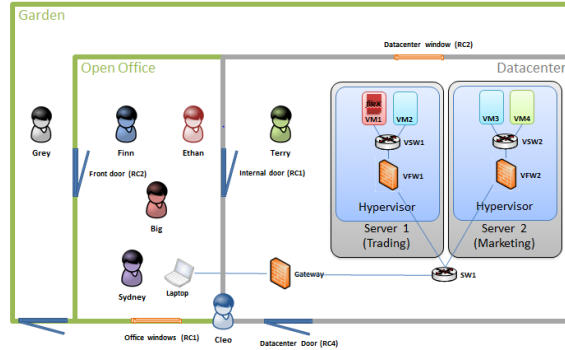 Garden
Datacenter window (RC2)
Open Office
Datacenter
VM1
VM2
VM3
VM4
VSW1
VSW2
Grey
Finn
Ethan
Terry
Front door (RC2)
Internal door (RC1)
VFW1
VFW2
Big
Hypervisor
Hypervisor
Server 1
(Trading)
Server 2
(Marketing)
Sydney
Laptop
Gateway
SW1
Office windows (RC1)
Cleo
Datacenter Door (RC4)